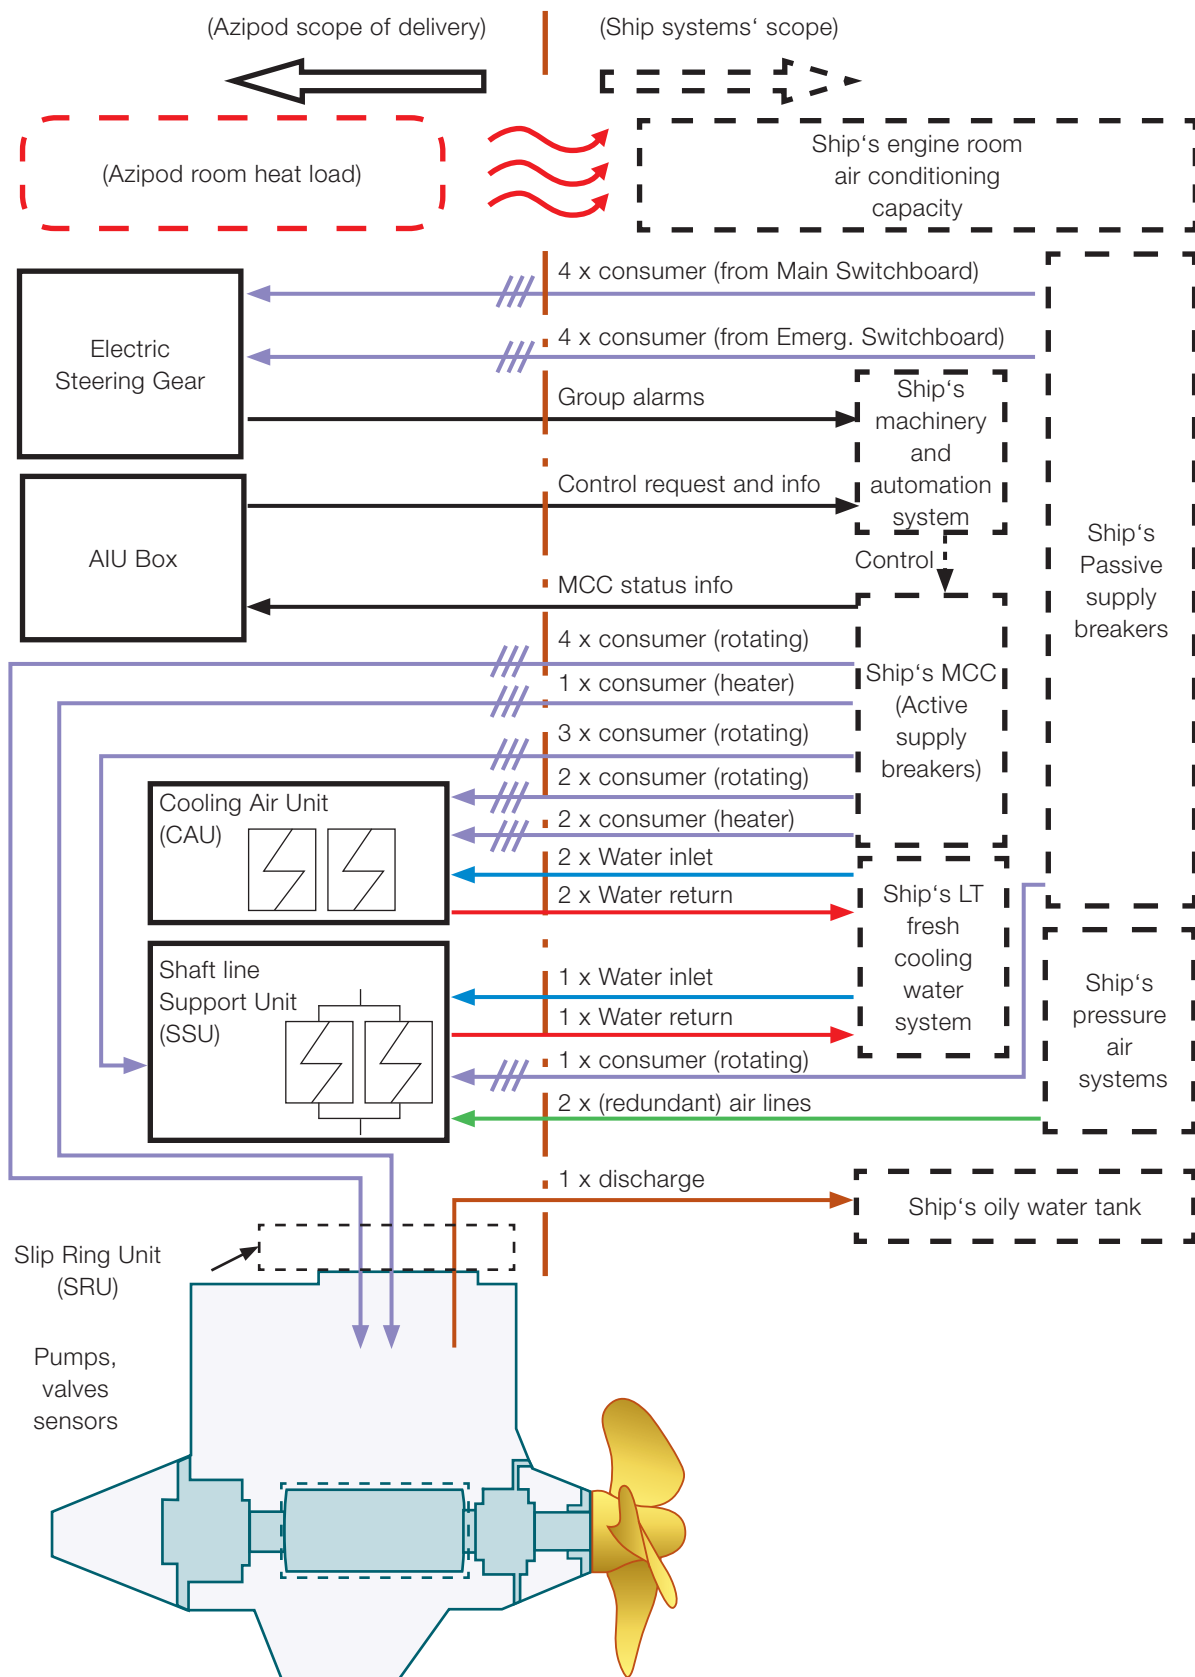 (Azipod scope of delivery)
(Ship systems‘ scope)
(Azipod room heat load)
Ship‘s engine room
air conditioning
capacity
4 x consumer (from Main Switchboard)
Electric
Steering Gear
4 x consumer (from Emerg. Switchboard)
Group alarms
Ship‘s
machinery
and
automation
system
Control request and info
AIU Box
Control
MCC status info
Ship‘s
Passive
supply
breakers
4 x consumer (rotating)
1 x consumer (heater)
Ship‘s MCC
(Active
supply
breakers)
3 x consumer (rotating)
2 x consumer (rotating)
2 x consumer (heater)
Cooling Air Unit
(CAU)
2 x Water inlet
2 x Water return
Ship‘s LT
fresh
cooling
water
system
Shaft line
Support Unit
(SSU)
1 x Water inlet
1 x Water return
Ship‘s
pressure
air
systems
1 x consumer (rotating)
2 x (redundant) air lines
1 x discharge
Ship‘s oily water tank
Slip Ring Unit
(SRU)
Pumps,
valves
sensors